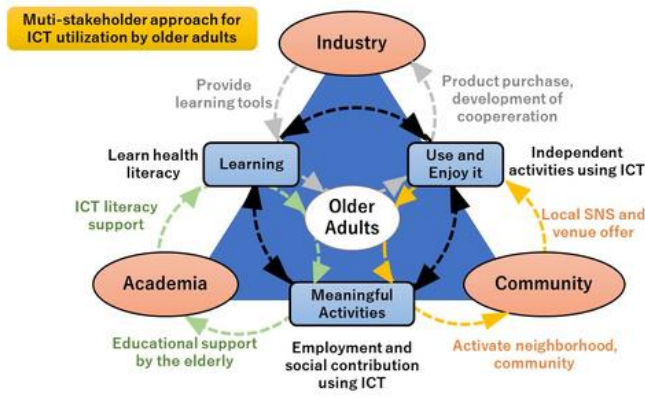 Muti-stakeholder approach for
ICT utilization by older adults
Industry
Provide
learning tools
Product purchase,
development of
coopereration
Learn health
literacy
Learning
Use and
Enjoy it
Independent
activities using ICT
ICT literacy
support
Older
Adults
Local SNS and
venue offer
Academia
Meaningful
Activities
Community
Educational support
by the elderly
Employment and
social contribution
using ICT
Activate neighborhood,
community